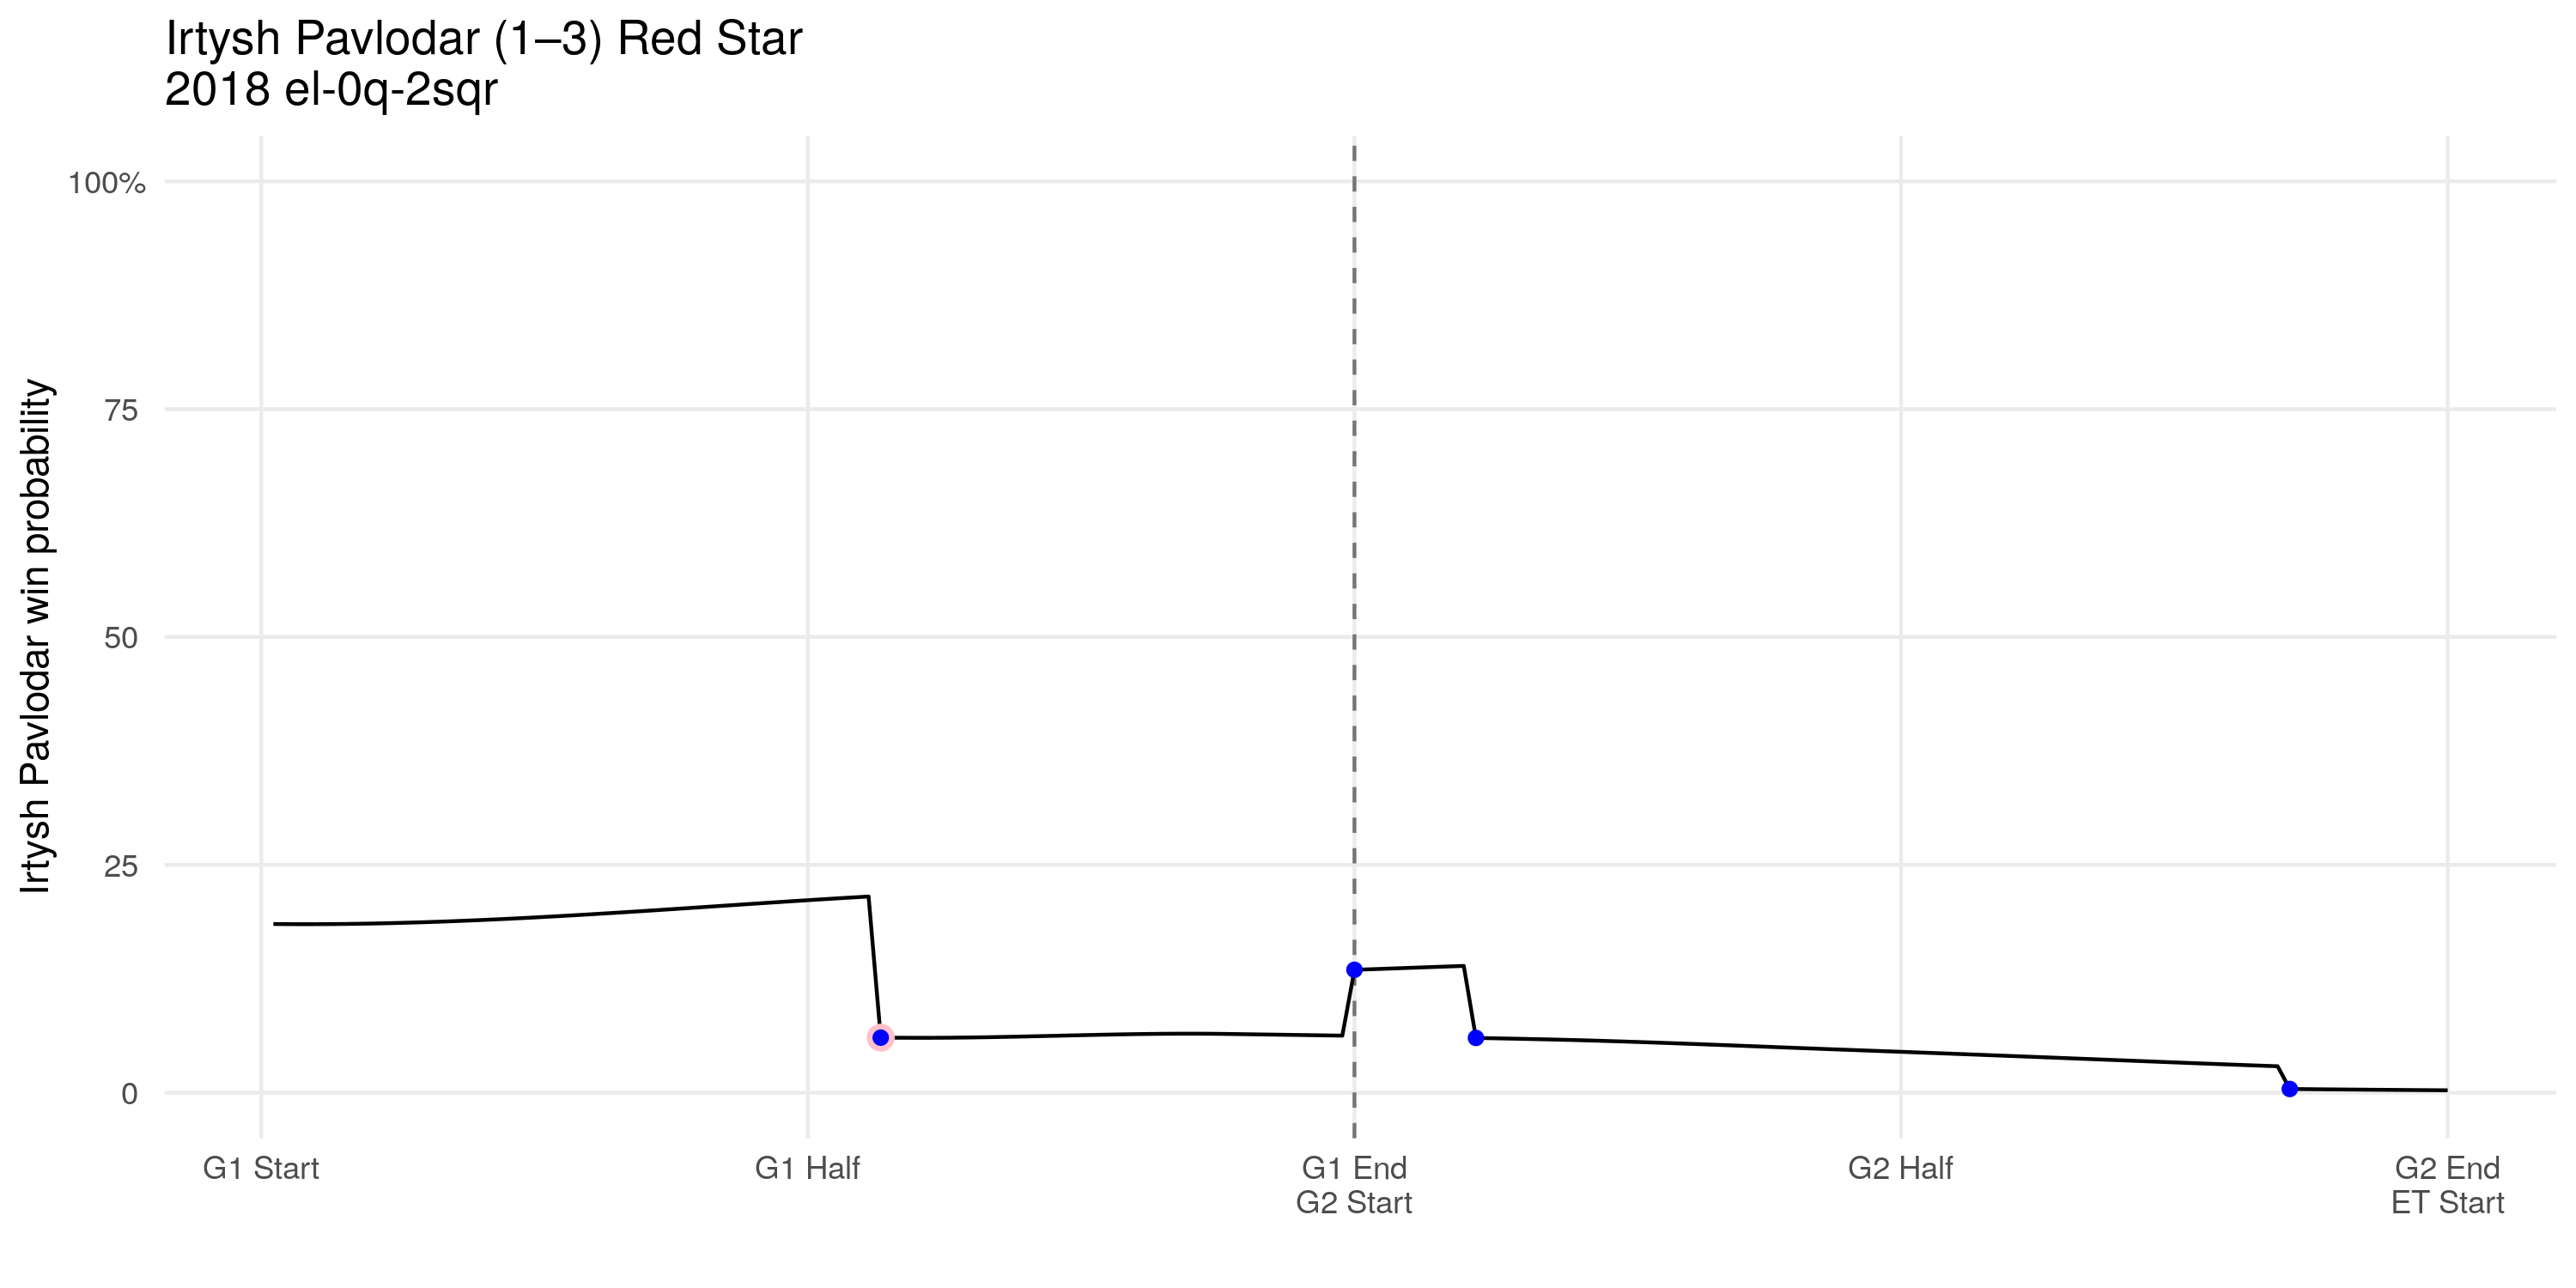 Irtysh Pavlodar (1–3) Red Star
2018 el-0q-2sqr
Irtysh Pavlodar win probability
100%
75
50
25
0
G1 Start
G1 Half
G1 End
G2 Start
G2 Half
G2 End
ET Start